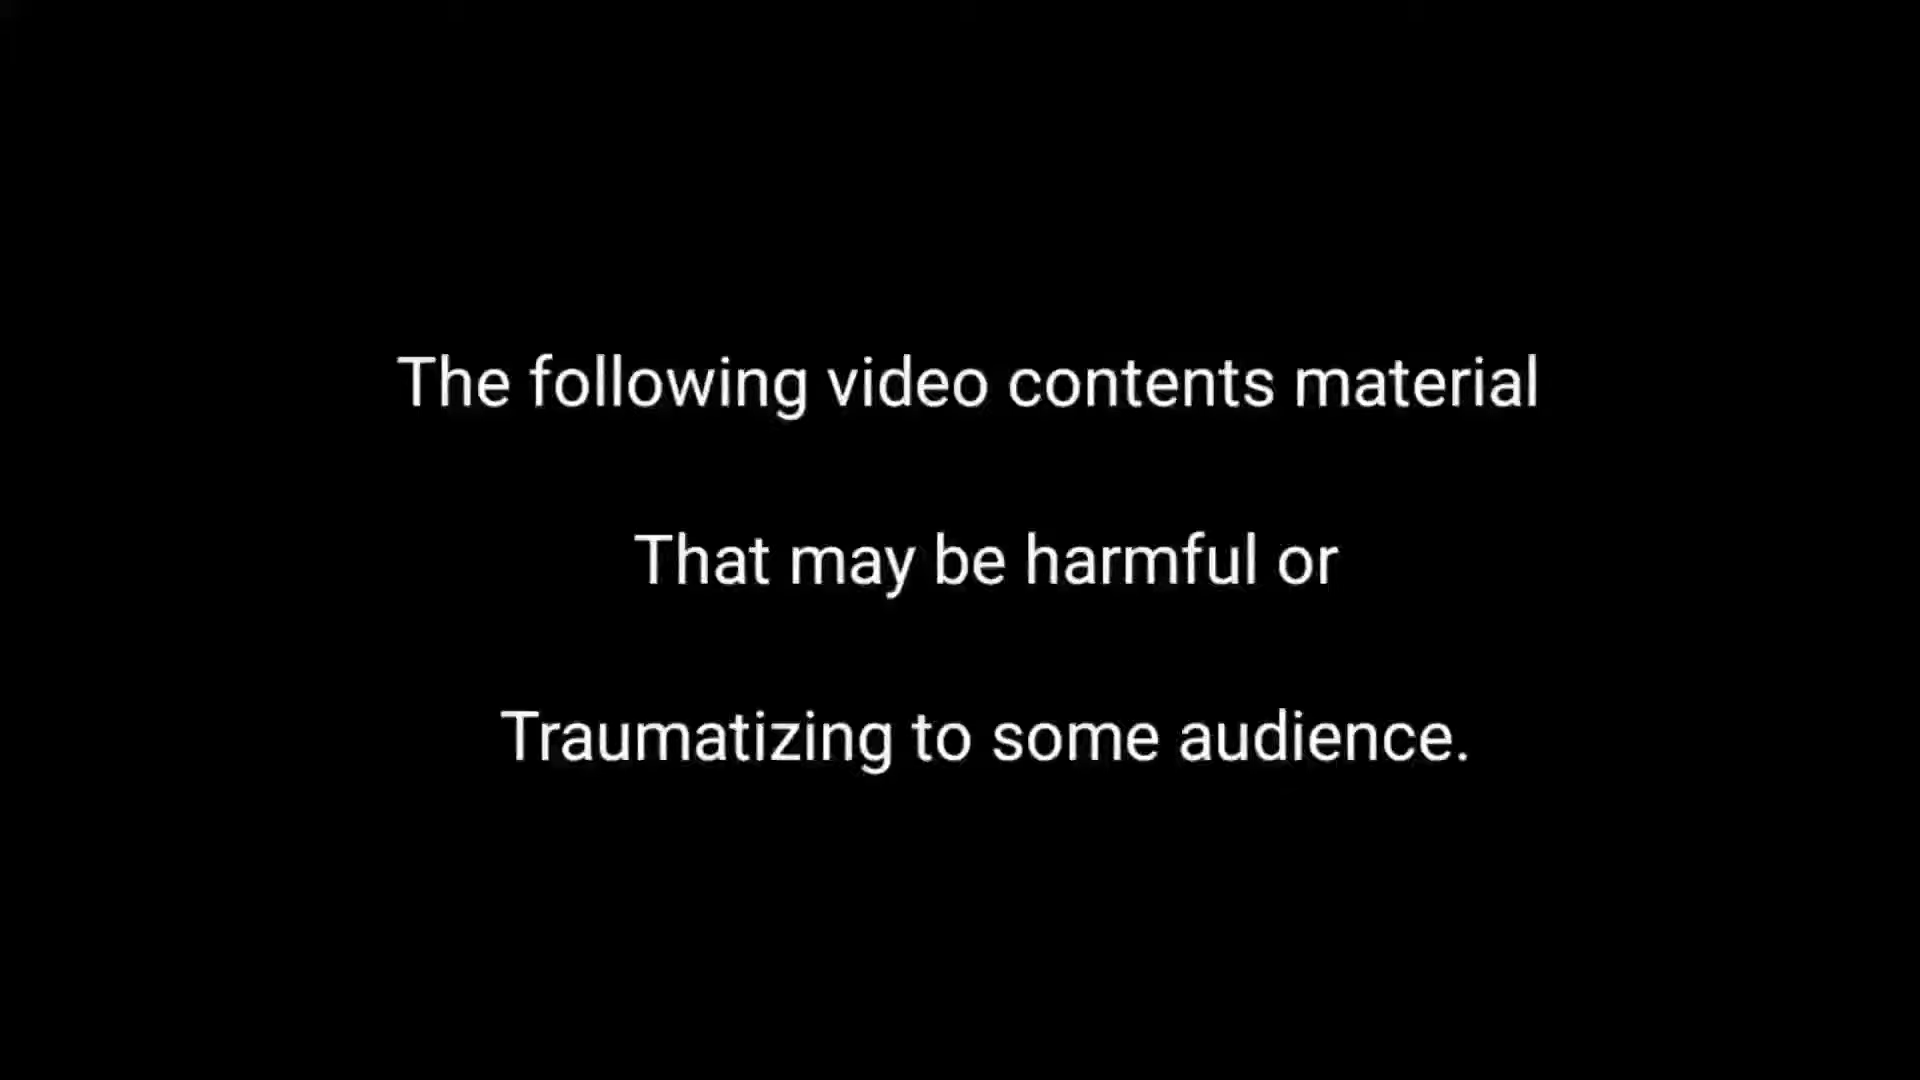 The following video contents material
That may be harmful or
Traumatizing to some audience.